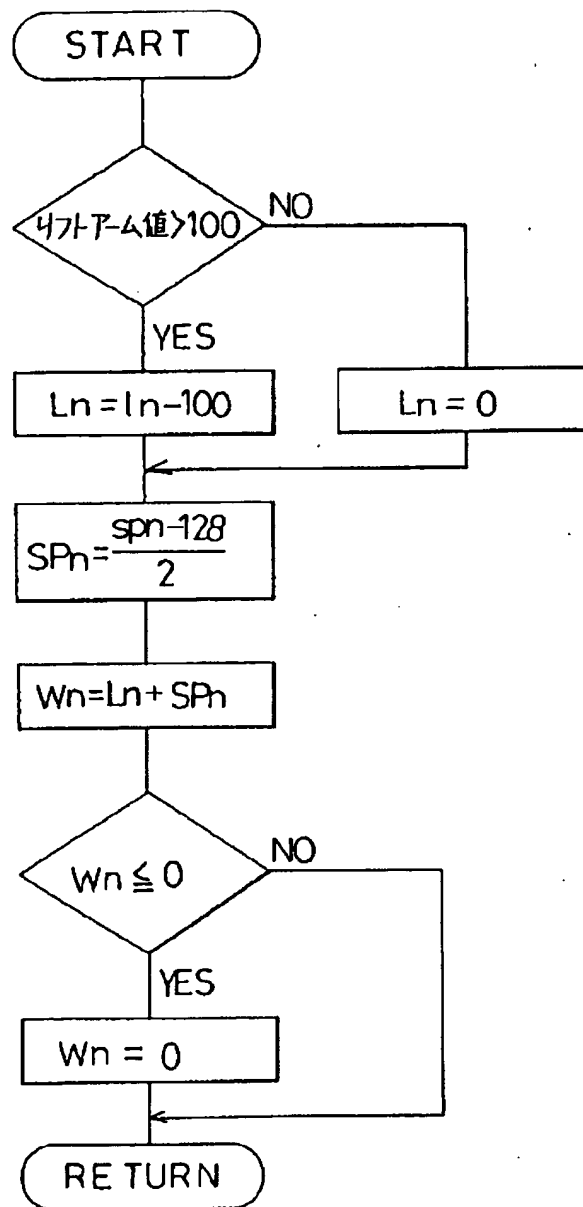 START
リフトアーム値>100
NO
YES
Ln=ln-100
Ln=0
SPn=spn-128/2
Wn=Ln+SPn
Wn≦0
NO
YES
Wn=0
RETURN